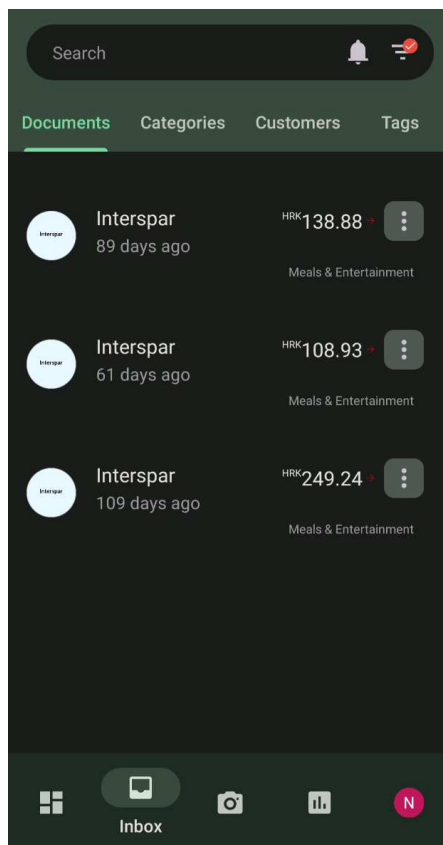 Search
Documents Categories Customers Tags
Interspar
Interspar
HRK138.88
89 days ago
Meals & Entertainment
Interspar
Interspar
HRK108.93
61 days ago
Meals & Entertainment
Interspar
Interspar
HRK249.24
109 days ago
Meals & Entertainment
Inbox
N